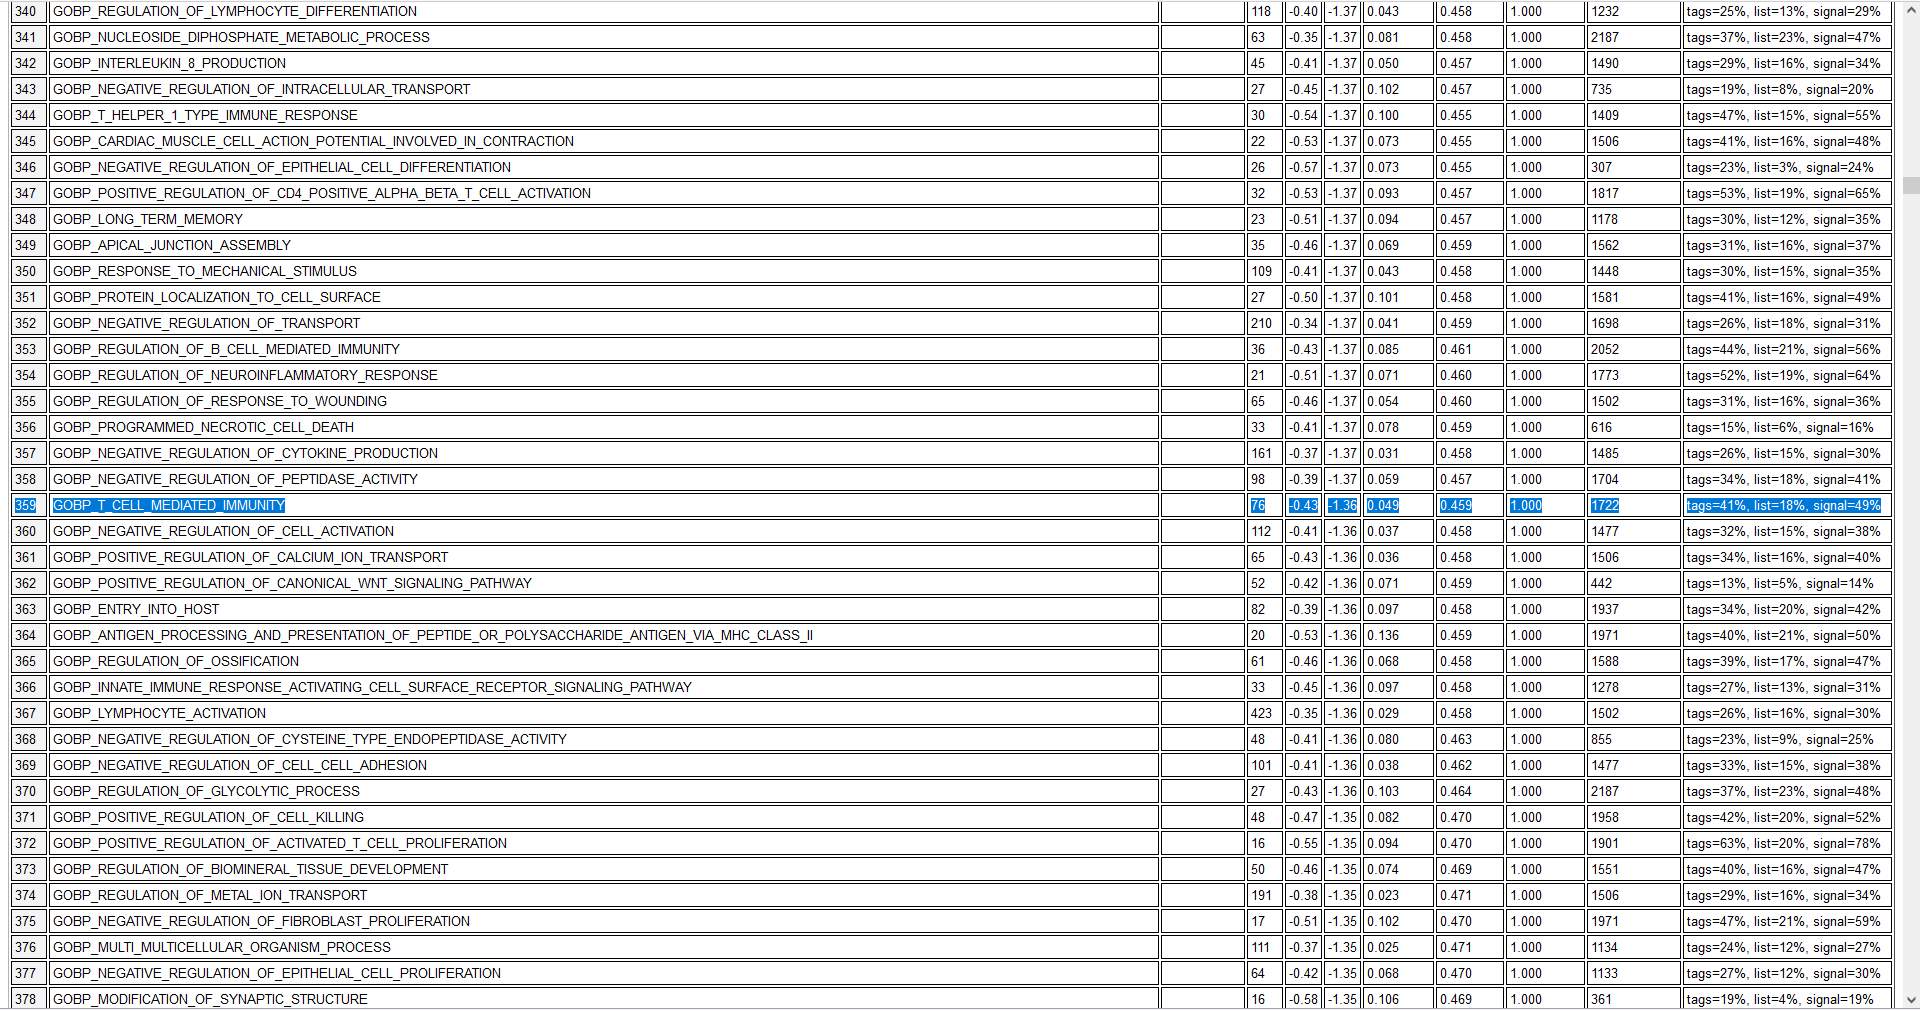 340 GOBP_REGULATION_OF_LYMPHOCYTE_DIFFERENTIATION 118 -0.40 -1.37 0.043 0.458 1.000 1232 tags=25%, list=13%, signal=29%
341 GOBP_NUCLEOSIDE_DIPHOSPHATE_METABOLIC_PROCESS 63 -0.35 -1.37 0.081 0.458 1.000 2187 tags=37%, list=23%, signal=47%
342 GOBP_INTERLEUKIN_8_PRODUCTION 45 -0.41 -1.37 0.050 0.457 1.000 1490 tags=29%, list=16%, signal=34%
343 GOBP_NEGATIVE_REGULATION_OF_INTRACELLULAR_TRANSPORT 27 -0.45 -1.37 0.102 0.457 1.000 735 tags=19%, list=8%, signal=20%
344 GOBP_T_HELPER_1_TYPE_IMMUNE_RESPONSE 30 -0.54 -1.37 0.100 0.455 1.000 1409 tags=47%, list=15%, signal=55%
345 GOBP_CARDIAC_MUSCLE_CELL_ACTION_POTENTIAL_INVOLVED_IN_CONTRACTION 22 -0.53 -1.37 0.073 0.455 1.000 1506 tags=41%, list=16%, signal=48%
346 GOBP_NEGATIVE_REGULATION_OF_EPITHELIAL_CELL_DIFFERENTIATION 26 -0.57 -1.37 0.073 0.455 1.000 307 tags=23%, list=3%, signal=24%
347 GOBP_POSITIVE_REGULATION_OF_CD4_POSITIVE_ALPHA_BETA_T_CELL_ACTIVATION 32 -0.53 -1.37 0.093 0.457 1.000 1817 tags=53%, list=19%, signal=65%
348 GOBP_LONG_TERM_MEMORY 23 -0.51 -1.37 0.094 0.457 1.000 1178 tags=30%, list=12%, signal=35%
349 GOBP_APICAL_JUNCTION_ASSEMBLY 35 -0.46 -1.37 0.069 0.459 1.000 1562 tags=31%, list=16%, signal=37%
350 GOBP_RESPONSE_TO_MECHANICAL_STIMULUS 109 -0.41 -1.37 0.043 0.458 1.000 1448 tags=30%, list=15%, signal=35%
351 GOBP_PROTEIN_LOCALIZATION_TO_CELL_SURFACE 27 -0.50 -1.37 0.101 0.458 1.000 1581 tags=41%, list=16%, signal=49%
352 GOBP_NEGATIVE_REGULATION_OF_TRANSPORT 210 -0.34 -1.37 0.041 0.459 1.000 1698 tags=26%, list=18%, signal=31%
353 GOBP_REGULATION_OF_B_CELL_MEDIATED_IMMUNITY 36 -0.43 -1.37 0.085 0.461 1.000 2052 tags=44%, list=21%, signal=56%
354 GOBP_REGULATION_OF_NEUROINFLAMMATORY_RESPONSE 21 -0.51 -1.37 0.071 0.460 1.000 1773 tags=52%, list=19%, signal=64%
355 GOBP_REGULATION_OF_RESPONSE_TO_WOUNDING 65 -0.46 -1.37 0.054 0.460 1.000 1502 tags=31%, list=16%, signal=36%
356 GOBP_PROGRAMMED_NECROTIC_CELL_DEATH 33 -0.41 -1.37 0.078 0.459 1.000 616 tags=15%, list=6%, signal=16%
357 GOBP_NEGATIVE_REGULATION_OF_CYTOKINE_PRODUCTION 161 -0.37 -1.37 0.031 0.458 1.000 1485 tags=26%, list=15%, signal=30%
358 GOBP_NEGATIVE_REGULATION_OF_PEPTIDASE_ACTIVITY 98 -0.39 -1.37 0.059 0.457 1.000 1704 tags=34%, list=18%, signal=41%
359 GOBP_T_CELL_MEDIATED_IMMUNITY 76 -0.43 -1.36 0.049 0.459 1.000 1722 tags=41%, list=18%, signal=49%
360 GOBP_NEGATIVE_REGULATION_OF_CELL_ACTIVATION 112 -0.41 -1.36 0.037 0.458 1.000 1477 tags=32%, list=15%, signal=38%
361 GOBP_POSITIVE_REGULATION_OF_CALCIUM_ION_TRANSPORT 65 -0.43 -1.36 0.036 0.458 1.000 1506 tags=34%, list=16%, signal=40%
362 GOBP_POSITIVE_REGULATION_OF_CANONICAL_WNT_SIGNALING_PATHWAY 52 -0.42 -1.36 0.071 0.459 1.000 442 tags=13%, list=5%, signal=14%
363 GOBP_ENTRY_INTO_HOST 82 -0.39 -1.36 0.097 0.458 1.000 1937 tags=34%, list=20%, signal=42%
364 GOBP_ANTIGEN_PROCESSING_AND_PRESENTATION_OF_PEPTIDE_OR_POLYSACCHARIDE_ANTIGEN_VIA_MHC_CLASS_II 20 -0.53 -1.36 0.136 0.459 1.000 1971 tags=40%, list=21%, signal=50%
365 GOBP_REGULATION_OF_OSSIFICATION 61 -0.46 -1.36 0.068 0.458 1.000 1588 tags=39%, list=17%, signal=47%
366 GOBP_INNATE_IMMUNE_RESPONSE_ACTIVATING_CELL_SURFACE_RECEPTOR_SIGNALING_PATHWAY 33 -0.45 -1.36 0.097 0.458 1.000 1278 tags=27%, list=13%, signal=31%
367 GOBP_LYMPHOCYTE_ACTIVATION 423 -0.35 -1.36 0.029 0.458 1.000 1502 tags=26%, list=16%, signal=30%
368 GOBP_NEGATIVE_REGULATION_OF_CYSTEINE_TYPE_ENDOPEPTIDASE_ACTIVITY 48 -0.41 -1.36 0.080 0.463 1.000 855 tags=23%, list=9%, signal=25%
369 GOBP_NEGATIVE_REGULATION_OF_CELL_CELL_ADHESION 101 -0.41 -1.36 0.038 0.462 1.000 1477 tags=33%, list=15%, signal=38%
370 GOBP_REGULATION_OF_GLYCOLYTIC_PROCESS 27 -0.43 -1.36 0.103 0.464 1.000 2187 tags=37%, list=23%, signal=48%
371 GOBP_POSITIVE_REGULATION_OF_CELL_KILLING 48 -0.47 -1.35 0.082 0.470 1.000 1958 tags=42%, list=20%, signal=52%
372 GOBP_POSITIVE_REGULATION_OF_ACTIVATED_T_CELL_PROLIFERATION 16 -0.55 -1.35 0.094 0.470 1.000 1901 tags=63%, list=20%, signal=78%
373 GOBP_REGULATION_OF_BIOMINERAL_TISSUE_DEVELOPMENT 50 -0.46 -1.35 0.074 0.469 1.000 1551 tags=40%, list=16%, signal=47%
374 GOBP_REGULATION_OF_METAL_ION_TRANSPORT 191 -0.38 -1.35 0.023 0.471 1.000 1506 tags=29%, list=16%, signal=34%
375 GOBP_NEGATIVE_REGULATION_OF_FIBROBLAST_PROLIFERATION 17 -0.51 -1.35 0.102 0.470 1.000 1971 tags=47%, list=21%, signal=59%
376 GOBP_MULTI_MULTICELLULAR_ORGANISM_PROCESS 111 -0.37 -1.35 0.025 0.471 1.000 1134 tags=24%, list=12%, signal=27%
377 GOBP_NEGATIVE_REGULATION_OF_EPITHELIAL_CELL_PROLIFERATION 64 -0.42 -1.35 0.068 0.470 1.000 1133 tags=27%, list=12%, signal=30%
378 GOBP_MODIFICATION_OF_SYNAPTIC_STRUCTURE 16 -0.58 -1.35 0.106 0.469 1.000 361 tags=19%, list=4%, signal=19%